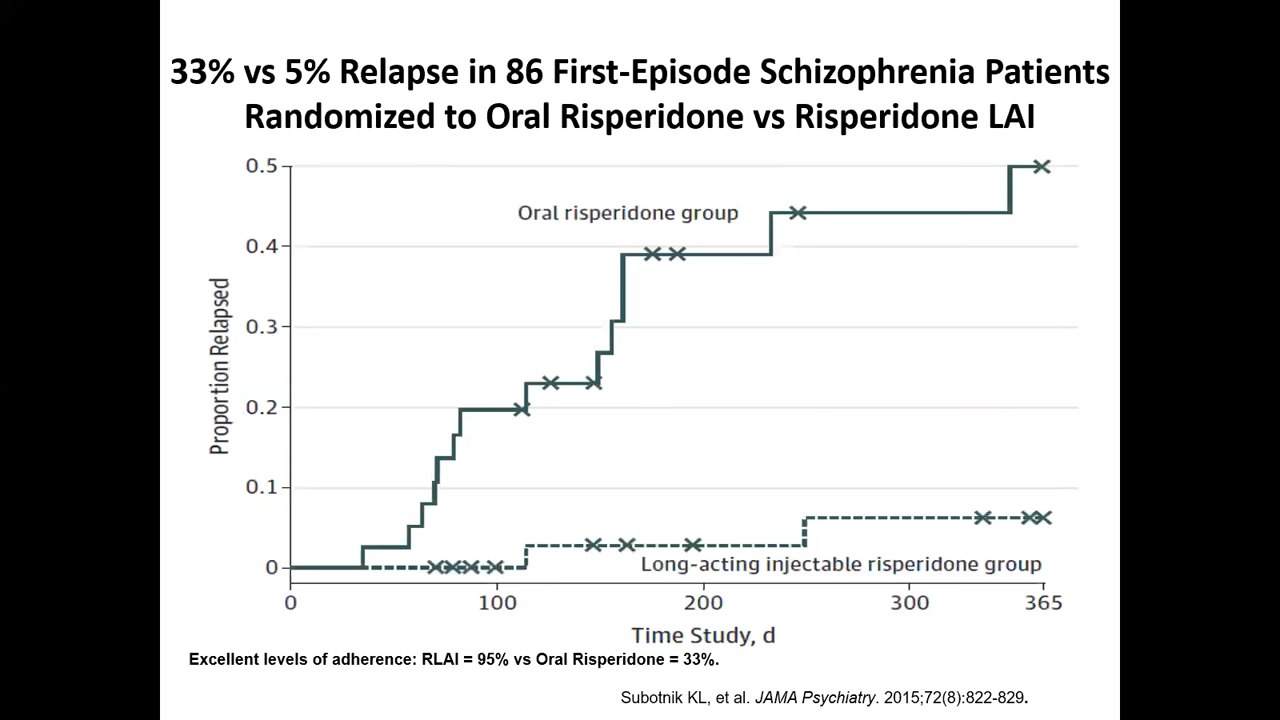 33% vs 5% Relapse in 86 First-Episode Schizophrenia Patients
Randomized to Oral Risperidone vs Risperidone LAI
Proportion Relapsed
0.5
0.4
0.3
0.2
0.1
0
Oral risperidone group
Long-acting injectable risperidone group
0 100 200 300 365
Time Study, d
Excellent levels of adherence: RLAI = 95% vs Oral Risperidone = 33%.
Subotnik KL, et al. JAMA Psychiatry. 2015;72(8):822-829.